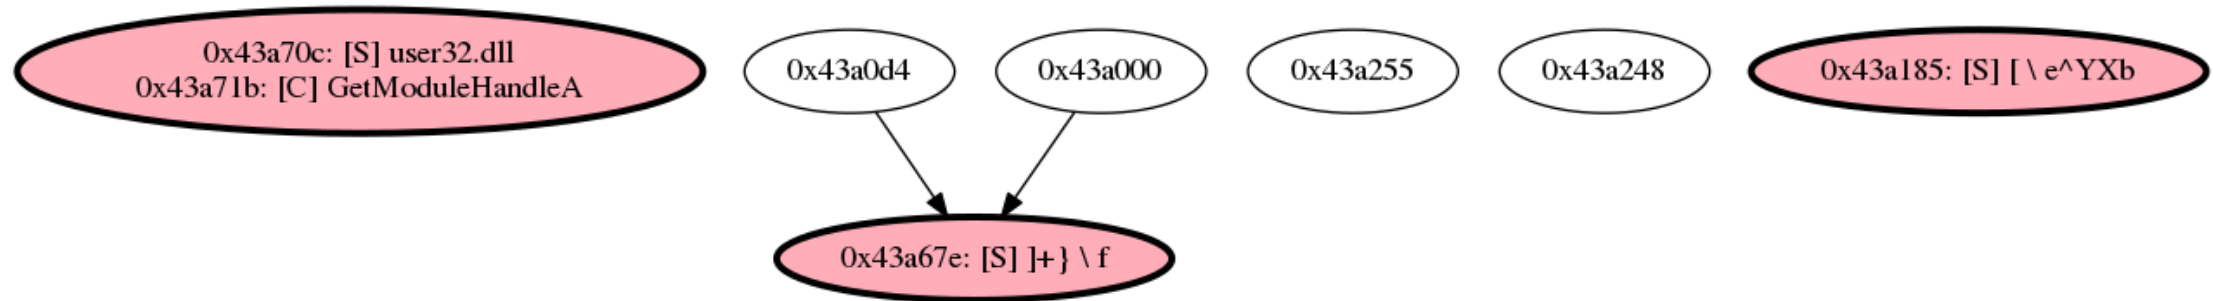 0x43a70c: [S] user32.dll
0x43a71b: [C] GetModuleHandleA
0x43a0d4
0x43a000
0x43a255
0x43a248
0x43a185: [S] [ \ e^YXb
0x43a67e: [S] ]+} \ f